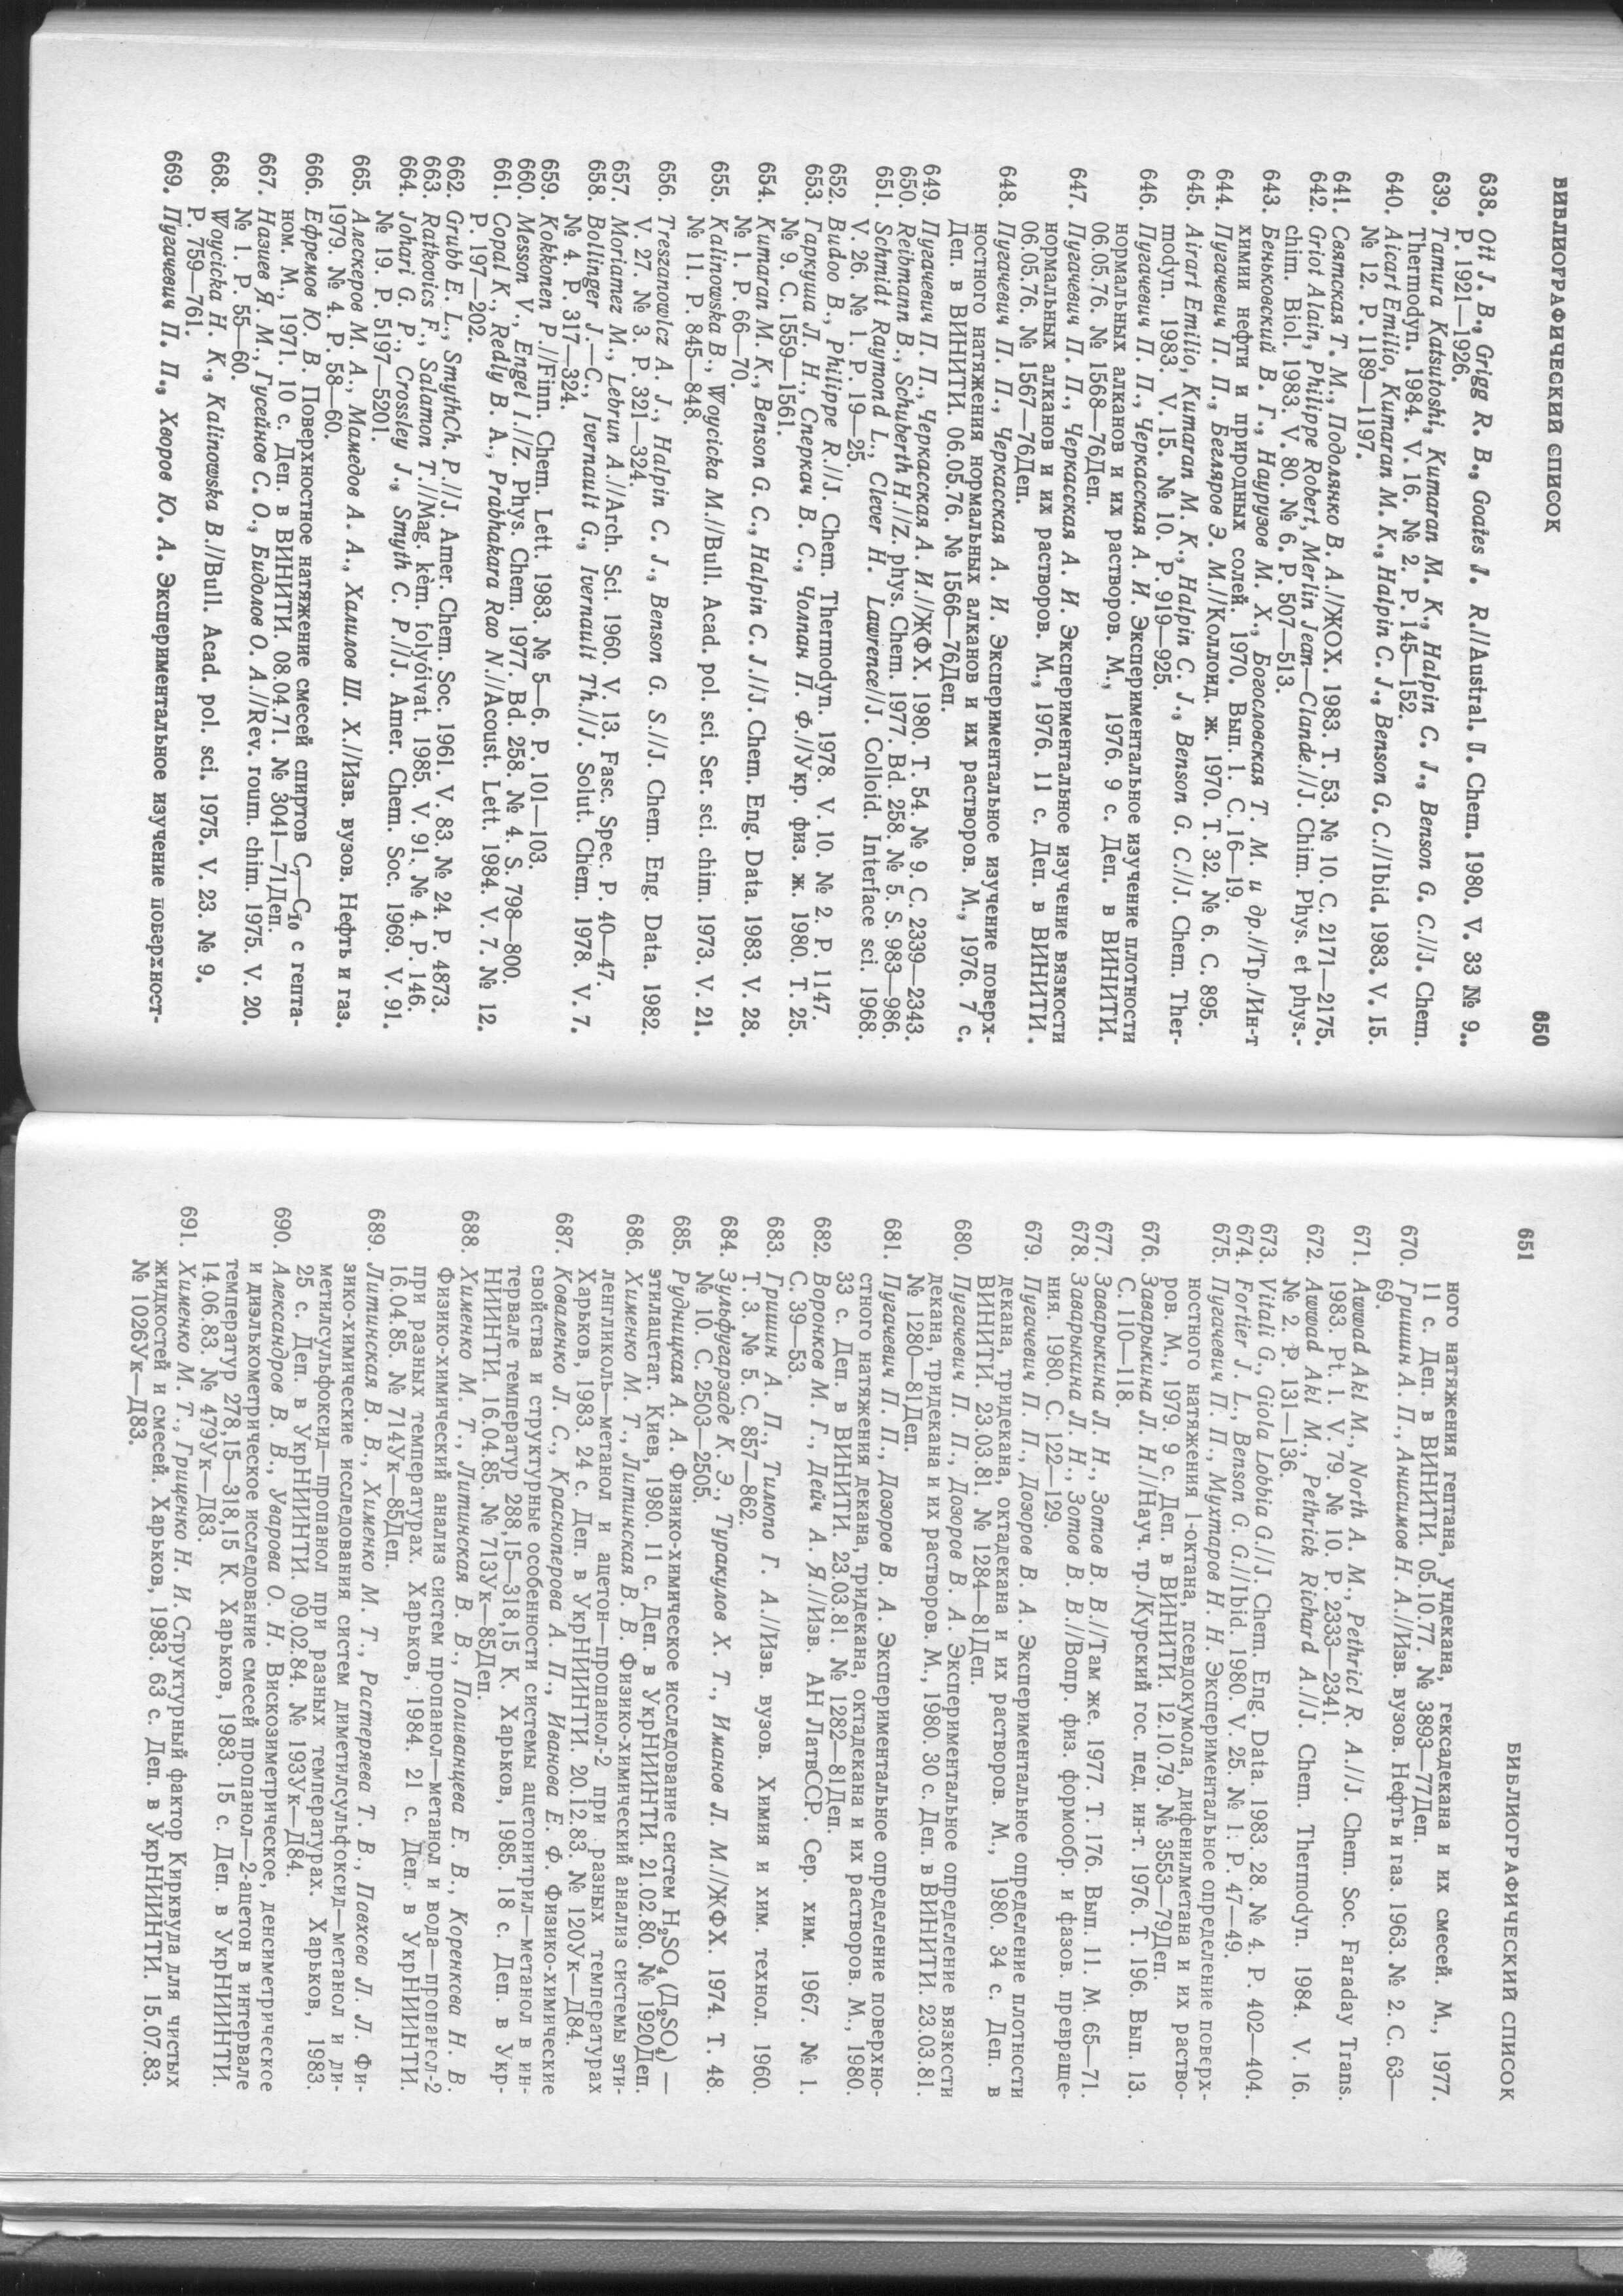 БИБЛИОГРАФИЧЕСКИЙ СПИСОК
650
638. Ott J. B., Grigg R. B., Goates J. R.//Austral. J. Chem. 1980. V. 33 № 9..
P. 1921—1926.
639. Tamura Katsutoshi, Kumaran M. K., Halpin C. J., Benson G. C.//J. Chem.
Thermodyn. 1984. V. 16. № 2. P. 145—152.
640. Aicart Emilio, Kumaran M. K., Halpin C. J., Benson G. C.//Ibid. 1983. V. 15.
№ 12. P. 1189—1197.
641. Святская Т. М., Подолянко В. А.//ЖОХ. 1983. Т. 53. № 10. С. 2171—2175.
642. Griot Alain, Philippe Robert, Merlin Jean—Clande.//J. Chim. Phys. et phys.-
chim. Biol. 1983. V. 80. № 6. P. 507—513.
643. Беньковский В. Г., Наурузов М. Х., Богословская Т. М. и др.//Тр./Ин-т
химии нефти и природных солей. 1970. Вып. 1. С. 16—19.
644. Пугачевич П. П., Бегляров Э. М.//Коллоид. ж. 1970. Т. 32. № 6. С. 895.
645. Airart Emilio, Kumaran M. K., Halpin C. J., Benson G. C.//J. Chem. Ther-
modyn. 1983. V. 15. № 10. P. 919—925.
646. Пугачевич П. П., Черкасская А. И. Экспериментальное изучение плотности
нормальных алканов и их растворов. М., 1976. 9 с. Деп. в ВИНИТИ.
06.05.76. № 1568—76Деп.
647. Пугачевич П. П., Черкасская А. И. Экспериментальное изучение вязкости
нормальных алканов и их растворов. М., 1976. 11 с. Деп. в ВИНИТИ.
06.05.76. № 1567—76Деп.
648. Пугачевич П. П., Черкасская А. И. Экспериментальное изучение поверх-
ностного натяжения нормальных алканов и их растворов. М., 1976. 7 с.
Деп. в ВИНИТИ. 06.05.76. № 1566—76Деп.
649. Пугачевич П. П., Черкасская А. И.//ЖФХ. 1980. Т. 54. № 9. С. 2339—2343.
650. Reibmann B., Schuberth H.//Z. phys. Chem. 1977. Bd. 258. № 5. S. 983—986.
651. Schmidt Raymond L., Clever H. Lawrence//J. Colloid. Interface sci. 1968.
V. 26. № 1. P. 19—25.
652. Budoo B., Philippe R.//J. Chem. Thermodyn. 1978. V. 10. № 2. P. 1147.
653. Гаркуша Л. Н., Сперкач В. С., Чолпан П. Ф.//Укр. физ. ж. 1980. Т. 25.
№ 9. С. 1559—1561.
654. Kumaran M. K., Benson G. C., Halpin C. J.//J. Chem. Eng. Data. 1983. V. 28.
№ 1. P. 66—70.
655. Kalinowska B., Woycicka M.//Bull. Acad. pol. sci. Ser. sci. chim. 1973. V. 21.
№ 11. P. 845—848.
656. Treszanowlcz A. J., Halpin C. J., Benson G. S.//J. Chem. Eng. Data. 1982.
V. 27. № 3. P. 321—324.
657. Moriamez M., Lebrun A.//Arch. Sci. 1960. V. 13. Fasc. Spec. P. 40—47.
658. Bollinger J.—C., Ivernault G., Ivernault Th.//J. Solut. Chem. 1978. V. 7.
№ 4. P. 317—324.
659. Kokkonen P.//Finn. Chem. Lett. 1983. № 5—6. P. 101—103.
660. Messon V., Engel I.//Z. Phys. Chem. 1977. Bd. 258. № 4. S. 798—800.
661. Copal K., Redly B. A., Prabhakara Rao N.//Acoust. Lett. 1984. V. 7. № 12.
P. 197—202.
662. Grubb E. L., SmythCh. P.//J. Amer. Chem. Soc. 1961. V. 83. № 24. P. 4873.
663. Ratkovics F., Salamon T.//Mag. kèm. folyóivat. 1985. V. 91. № 4. P. 146.
664. Johari G. P., Crossley J., Smyth C. P.//J. Amer. Chem. Soc. 1969. V. 91.
№ 19. P. 5197—5201.
665. Алескеров М. А., Мамедов А. А., Халилов Ш. Х.//Изв. вузов. Нефть и газ.
1979. № 4. P. 58—60.
666. Ефремов Ю. В. Поверхностное натяжение смесей спиртов C₇—C₁₀ с гепта-
ном. М., 1971. 10 с. Деп. в ВИНИТИ. 08.04.71. № 3041—71Деп.
667. Назиев Я. М., Гусейнов С. О., Бидолов О. А.//Rev. roum. chim. 1975. V. 20.
№ 1. P. 55—60.
668. Woycicka H. K., Kalinowska B.//Bull. Acad. pol. sci. 1975. V. 23. № 9.
P. 759—761.
669. Пугачевич П. П., Хворов Ю. А. Экспериментальное изучение поверхност-
651
БИБЛИОГРАФИЧЕСКИЙ СПИСОК
ного натяжения гептана, ундекана, гексадекана и их смесей. М., 1977.
11 с. Деп. в ВИНИТИ. 05.10.77. № 3893—77Деп.
670. Гришин А. П., Анисимов Н. А.//Изв. вузов. Нефть и газ. 1963. № 2. С. 63—
69.
671. Awwad Akl M., North A. M., Pethricl R. A.//J. Chem. Soc. Faraday Trans.
1983. Pt. 1. V. 79. № 10. P. 2333—2341.
672. Awwad Akl M., Pethrick Richard A.//J. Chem. Thermodyn. 1984. V. 16.
№ 2. P. 131—136.
673. Vitali G., Giola Lobbia G.//J. Chem. Eng. Data. 1983. 28. № 4. P. 402—404.
674. Fortier J. L., Benson G. G.//Ibid. 1980. V. 25. № 1. P. 47—49.
675. Пугачевич П. П., Мухтаров Н. Н. Экспериментальное определение поверх-
ностного натяжения 1-октана, псевдокумола, дифенилметана и их раство-
ров. М., 1979. 9 с. Деп. в ВИНИТИ. 12.10.79. № 3553—79Деп.
676. Заварыкина Л. Н.//Науч. тр./Курский гос. пед. ин-т. 1976. Т. 196. Вып. 13.
С. 110—118.
677. Заварыкина Л. Н., Зотов В. В.//Там же. 1977. Т. 176. Вып. 11. М. 65—71.
678. Заварыкина Л. Н., Зотов В. В.//Вопр. физ. формообр. и фазов. превраще-
ния. 1980. С. 122—129.
679. Пугачевич П. П., Дозоров В. А. Экспериментальное определение плотности
декана, тридекана, октадекана и их растворов. М., 1980. 34 с. Деп. в
ВИНИТИ. 23.03.81. № 1284—81Деп.
680. Пугачевич П. П., Дозоров В. А. Экспериментальное определение вязкости
декана, тридекана и их растворов. М., 1980. 30 с. Деп. в ВИНИТИ. 23.03.81.
№ 1280—81Деп.
681. Пугачевич П. П., Дозоров В. А. Экспериментальное определение поверхно-
стного натяжения декана, тридекана, октадекана и их растворов. М., 1980.
33 с. Деп. в ВИНИТИ. 23.03.81. № 1282—81Деп.
682. Воронков М. Г., Дейч А. Я.//Изв. АН ЛатвССР. Сер. хим. 1967. № 1.
С. 39—53.
683. Гришин А. П., Тилюпо Г. А.//Изв. вузов. Химия и хим. технол. 1960.
Т. 3. № 5. С. 857—862.
684. Зульфугарзаде К. Э., Туракулов Х. Т., Иманов Л. М.//ЖФХ. 1974. Т. 48.
№ 10. С. 2503—2505.
685. Рудницкая А. А. Физико-химическое исследование систем H₂SO₄ (Д₂SO₄) —
этилацетат. Киев, 1980. 11 с. Деп. в УкрНИИНТИ. 21.02.80. № 1920Деп.
686. Хименко М. Т., Литинская В. В. Физико-химический анализ системы эти-
ленгликоль—метанол и ацетон—пропанол-2 при разных температурах
Харьков, 1983. 24 с. Деп. в УкрНИИНТИ. 20.12.83. № 120Ук—Д84.
687. Коваленко Л. С., Красноперова А. П., Иванова Е. Ф. Физико-химические
свойства и структурные особенности системы ацетонитрил—метанол в ин-
тервале температур 288,15—318,15 К. Харьков, 1985. 18 с. Деп. в Укр-
НИИНТИ. 16.04.85. № 713Ук—85Деп.
688. Хименко М. Т., Литинская В. В., Поливанцева Е. В., Коренкова Н. В.
Физико-химический анализ систем пропанол—метанол и вода—пропанол-2
при разных температурах. Харьков, 1984. 21 с. Деп. в УкрНИИНТИ.
16.04.85. № 714Ук—85Деп.
689. Литинская В. В., Хименко М. Т., Растеряева Т. В., Павхова Л. Л. Фи-
зико-химические исследования систем диметилсульфоксид—метанол и ди-
метилсульфоксид—пропанол при разных температурах. Харьков, 1983.
25 с. Деп. в УкрНИИНТИ. 09.02.84. № 193Ук—Д84.
690. Александров В. В., Уварова О. Н. Вискозиметрическое, денсиметрическое
и диэлькометрическое исследование смесей пропанол—2-ацетон в интервале
температур 278,15—318,15 К. Харьков, 1983. 15 с. Деп. в УкрНИИНТИ.
14.06.83. № 479Ук—Д83.
691. Хименко М. Т., Гриценко Н. И. Структурный фактор Кирквуда для чистых
жидкостей и смесей. Харьков, 1983. 63 с. Деп. в УкрНИИНТИ. 15.07.83.
№ 1026Ук—Д83.